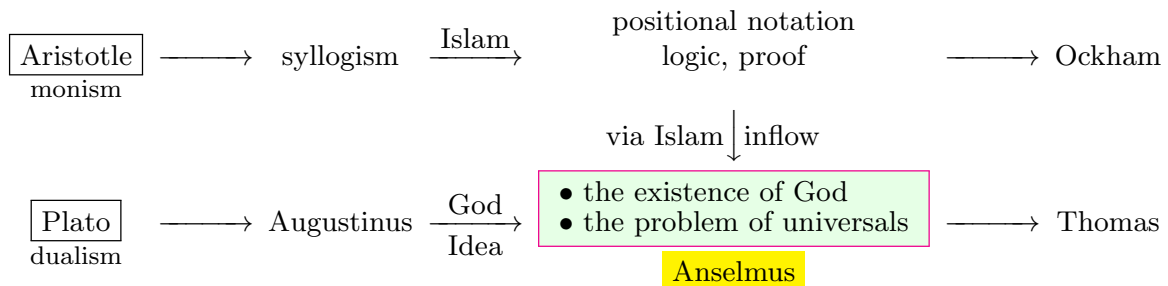 positional notation
Aristotle syllogism Islam logic, proof Ockham
monism
via Islam inflow
• the existence of God
Plato Augustinus God • the problem of universals Thomas
dualism Idea
Anselmus